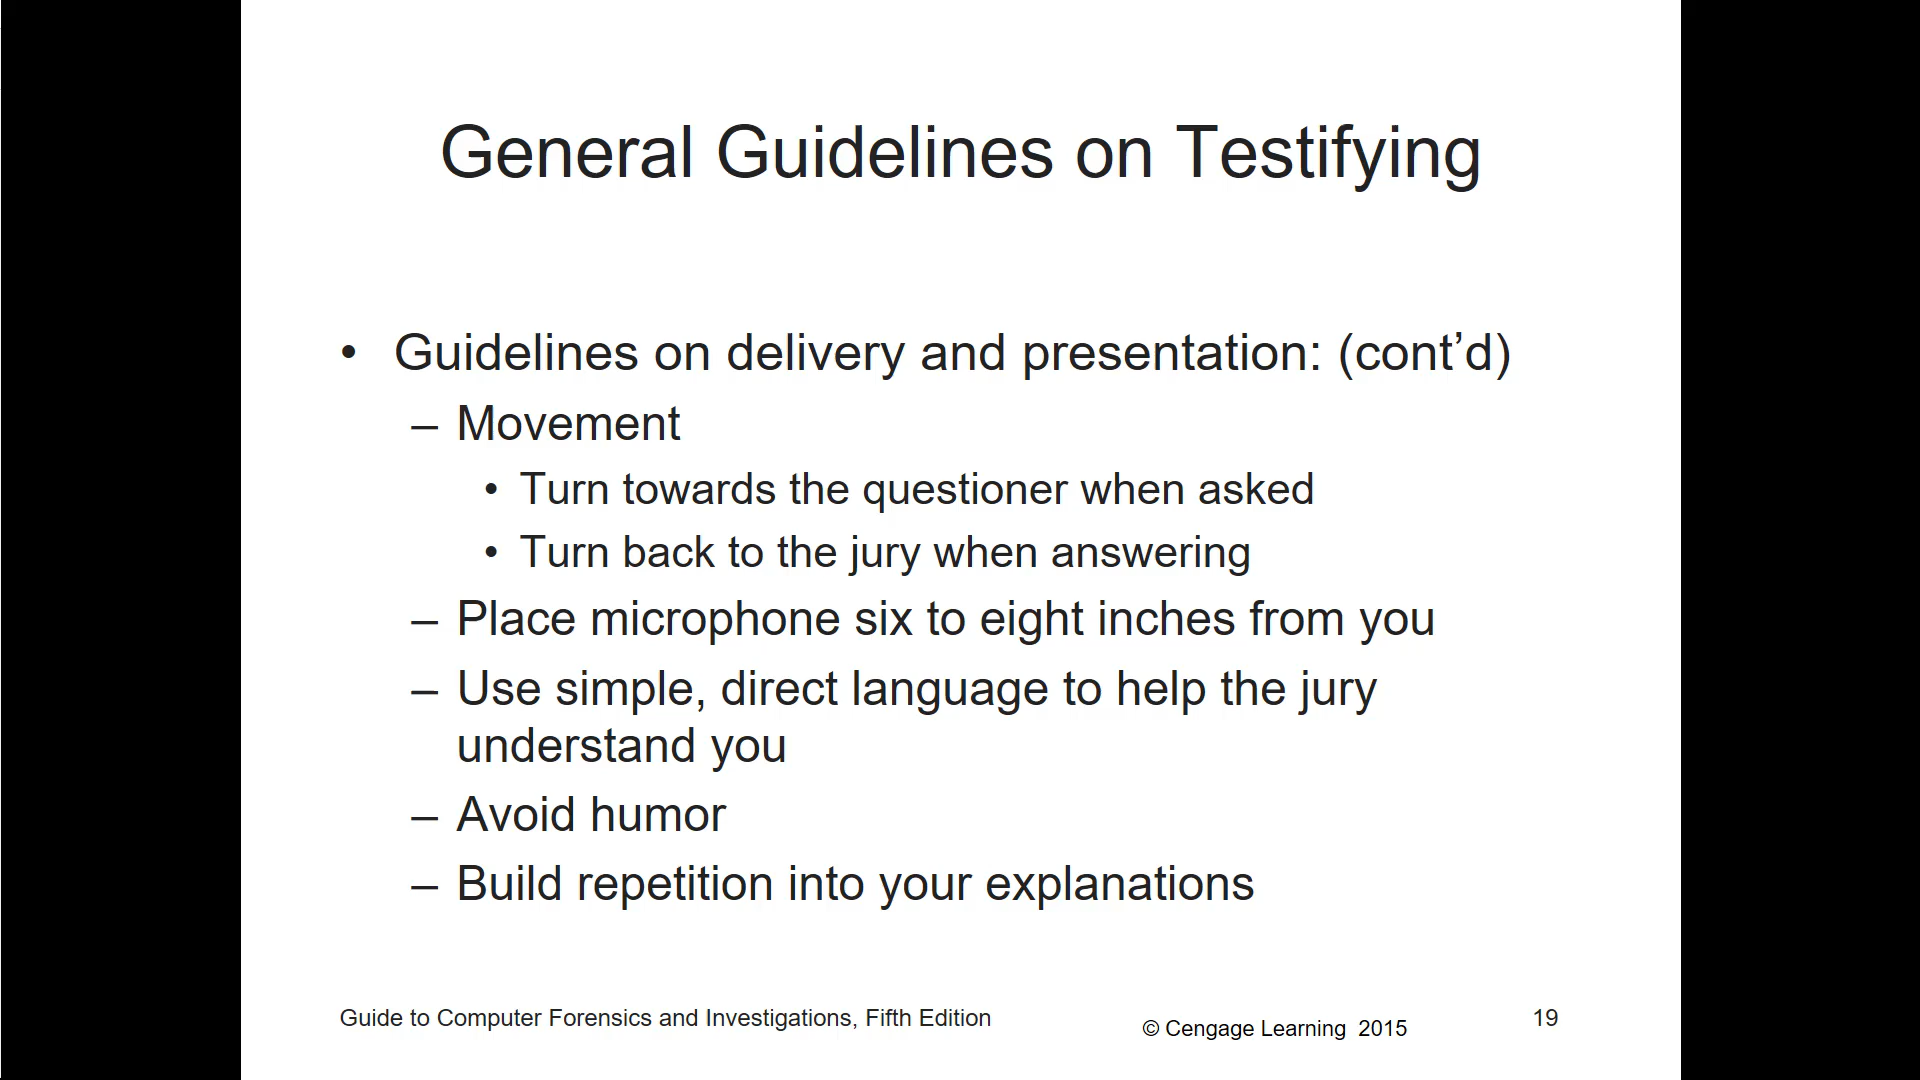 General Guidelines on Testifying
• Guidelines on delivery and presentation: (cont’d)
– Movement
• Turn towards the questioner when asked
• Turn back to the jury when answering
– Place microphone six to eight inches from you
– Use simple, direct language to help the jury
understand you
– Avoid humor
– Build repetition into your explanations
Guide to Computer Forensics and Investigations, Fifth Edition
© Cengage Learning 2015
19